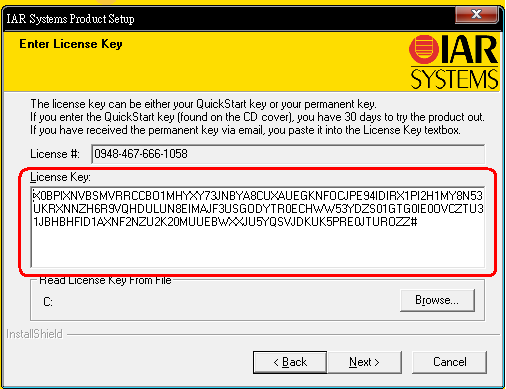 IAR Systems Product Setup
Enter License Key
IAR
SYSTEMS
The license key can be either your QuickStart key or your permanent key.
If you enter the QuickStart key (found on the CD cover), you have 30 days to try the product out.
If you have received the permanent key via email, you paste it into the License Key textbox.
License #: 0948-467-666-1058
License Key:
Read License Key From File
C:
Browse...
InstallShield
< Back Next > Cancel